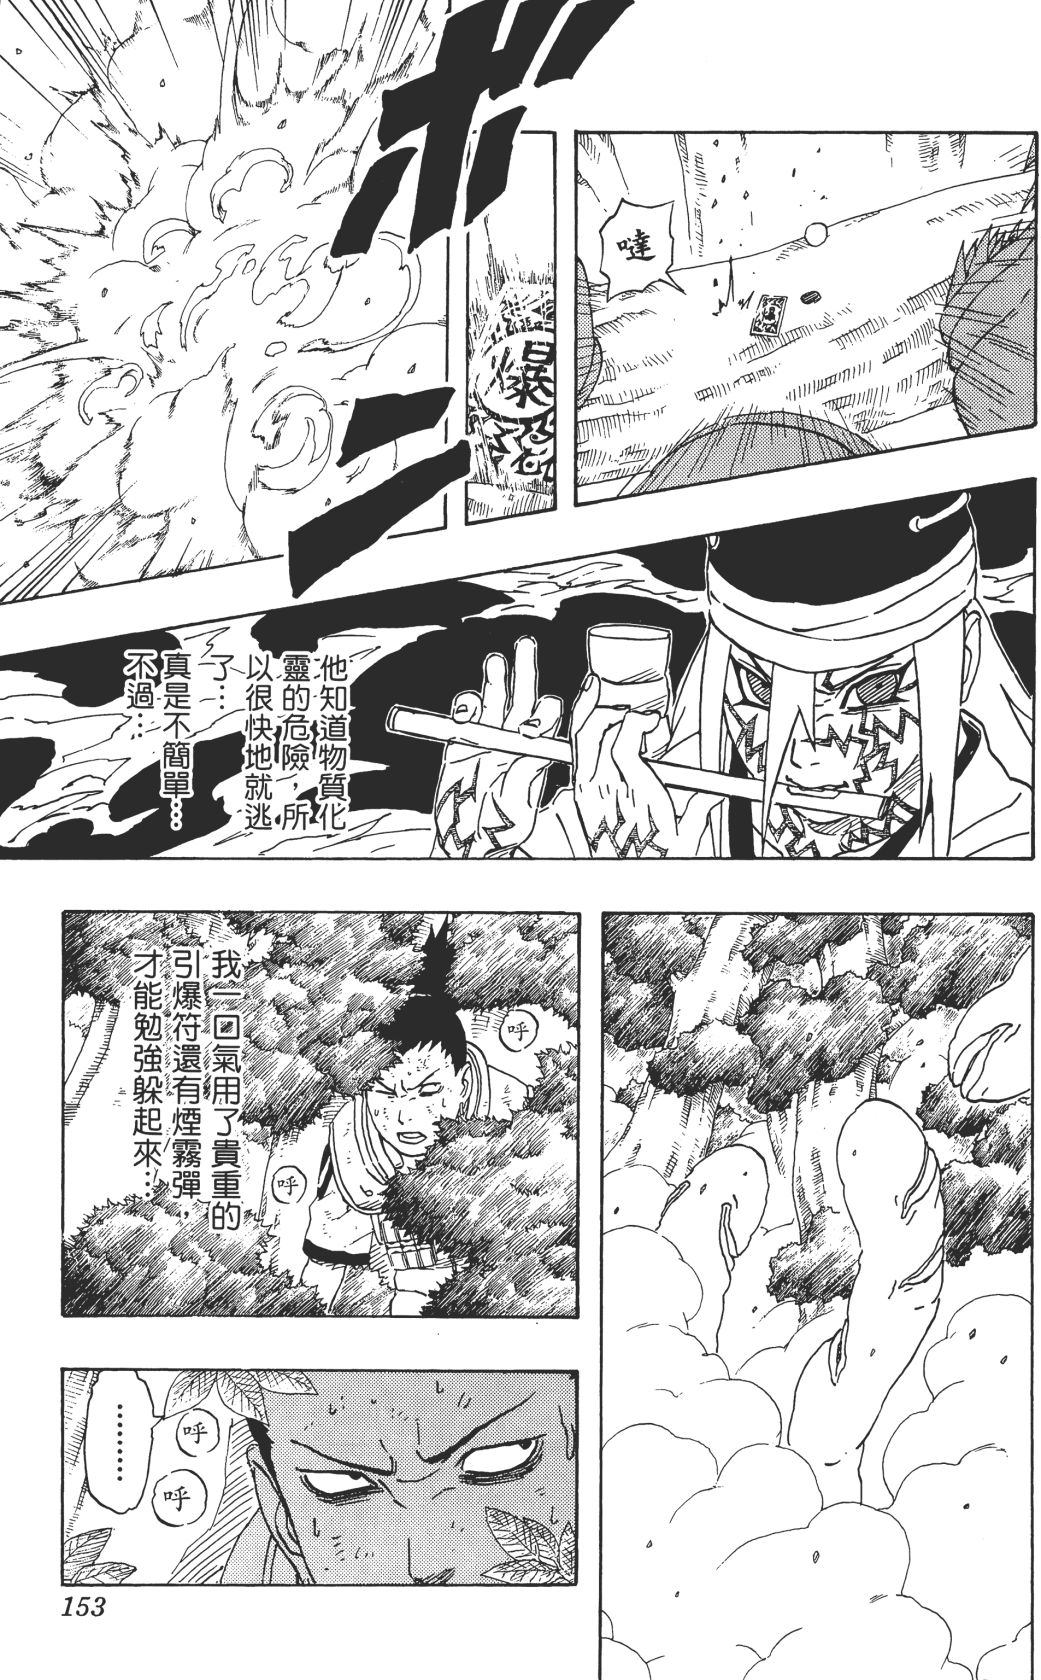 噠
爆
ボン
他知道物質化
靈的危險，所
以很快地就逃
了…
真是不簡單…
不過…
呼
我一口氣用了貴重的
引爆符還有煙霧彈，
才能勉強躲起來…
呼
呼
呼
………
153